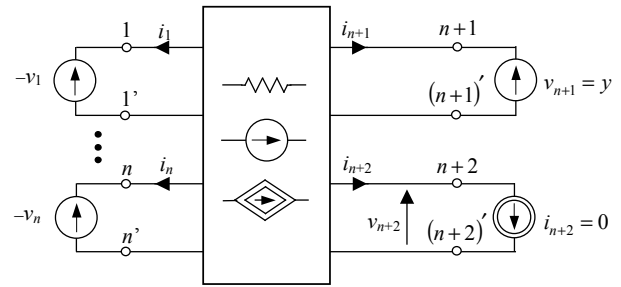 1
i₁
–v₁
1'
n
iₙ
–vₙ
n'
iₙ₊₁
n+1
(n+1)′
vₙ₊₁ = y
iₙ₊₂
n+2
vₙ₊₂
(n+2)′
iₙ₊₂ = 0